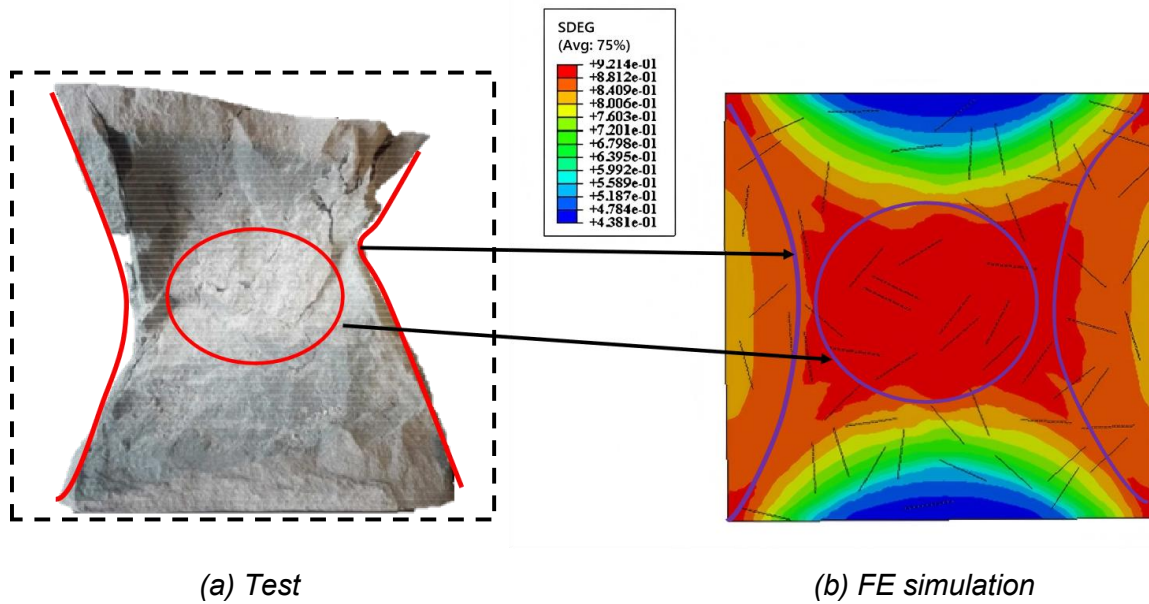 SDEG
(Avg: 75%)
+9.214e-01
+8.812e-01
+8.409e-01
+8.006e-01
+7.603e-01
+7.201e-01
+6.798e-01
+6.395e-01
+5.992e-01
+5.589e-01
+5.187e-01
+4.784e-01
+4.381e-01
(a) Test
(b) FE simulation